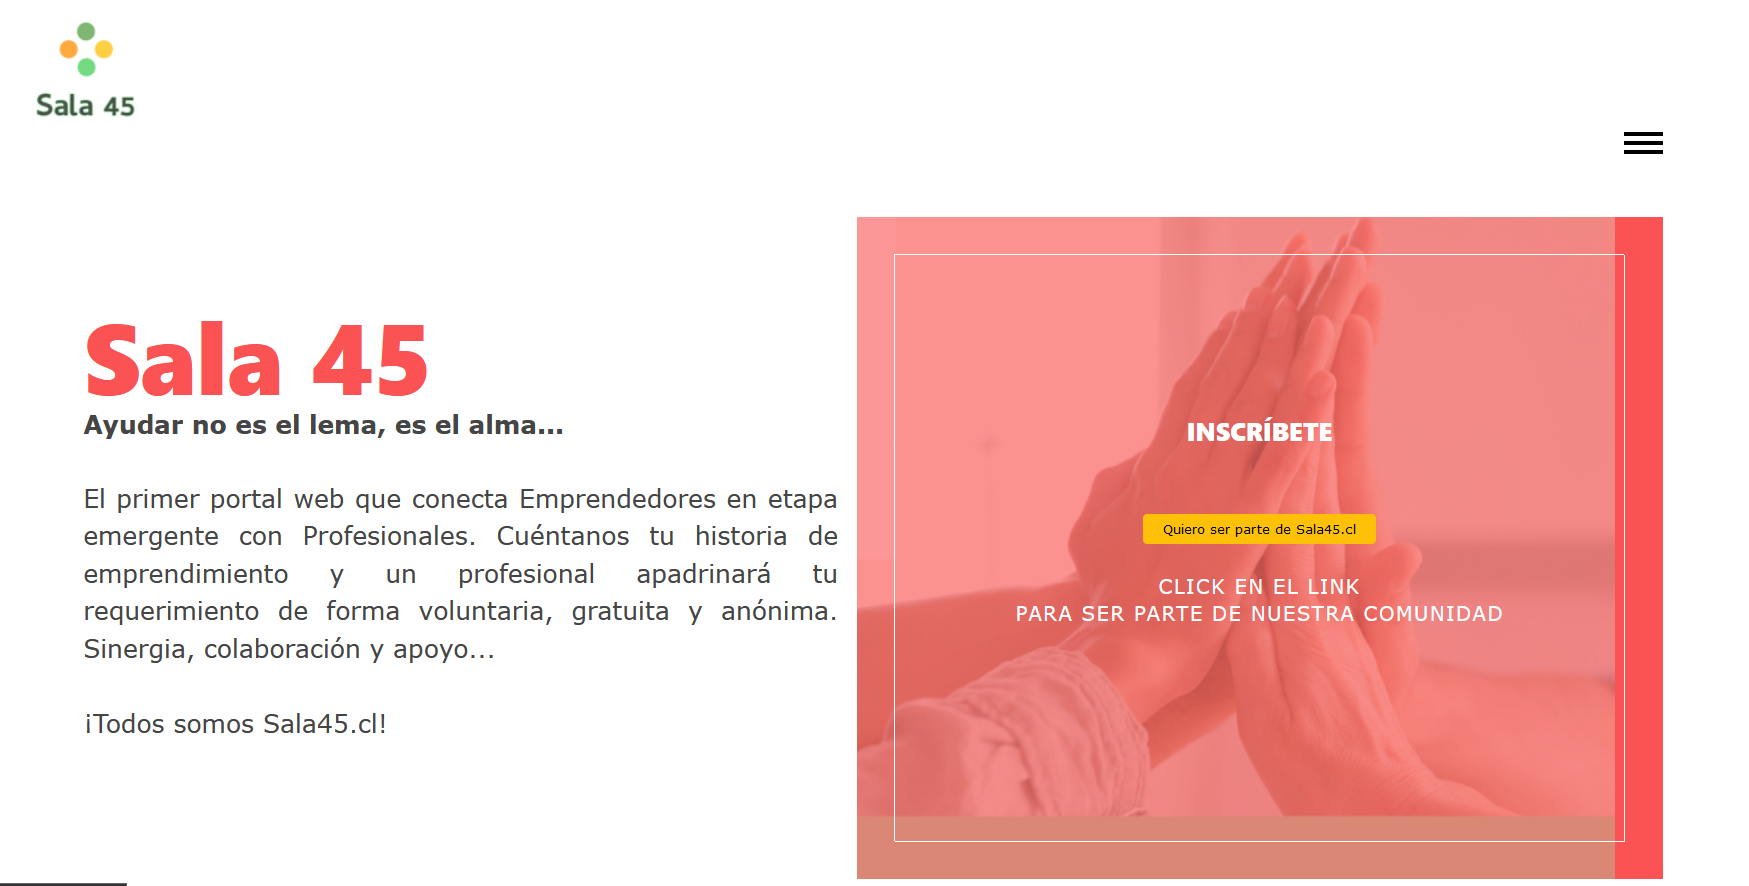 Sala 45
Sala 45
Ayudar no es el lema, es el alma...
El primer portal web que conecta Emprendedores en etapa
emergente con Profesionales. Cuéntanos tu historia de
emprendimiento y un profesional apadrinará tu
requerimiento de forma voluntaria, gratuita y anónima.
Sinergia, colaboración y apoyo...
¡Todos somos Sala45.cl!
INSCRÍBETE
Quiero ser parte de Sala45.cl
CLICK EN EL LINK
PARA SER PARTE DE NUESTRA COMUNIDAD